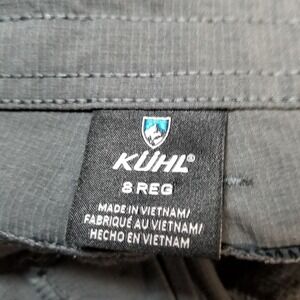 KÜHL®
8 REG
MADE IN VIETNAM/
FABRIQUÉ AU VIETNAM/
HECHO EN VIETNAM